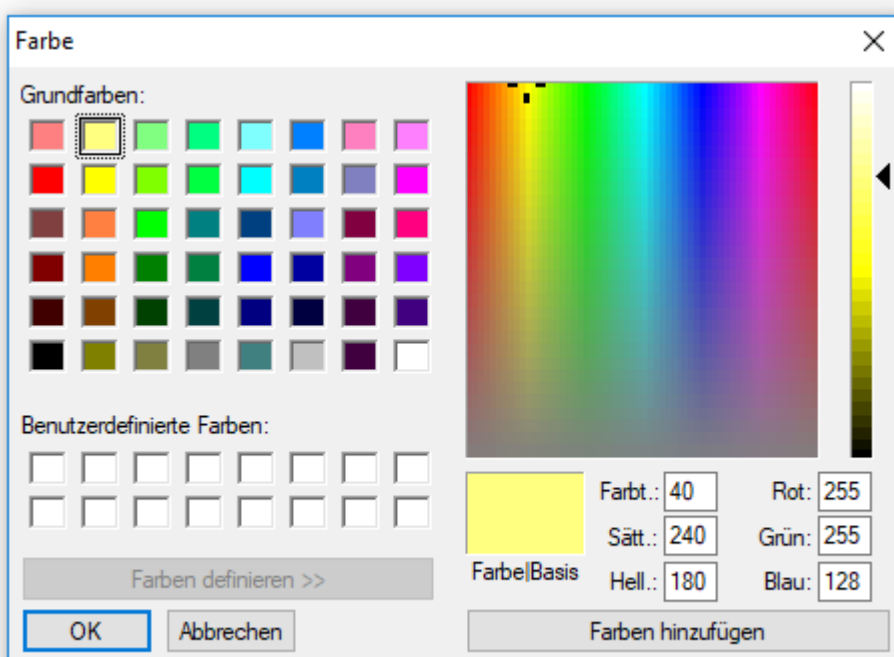 Farbe
Grundfarben:
Benutzerdefinierte Farben:
Farben definieren >>
OK
Abbrechen
Farbe|Basis
Farbt.: 40
Sätt.: 240
Hell.: 180
Rot: 255
Grün: 255
Blau: 128
Farben hinzufügen